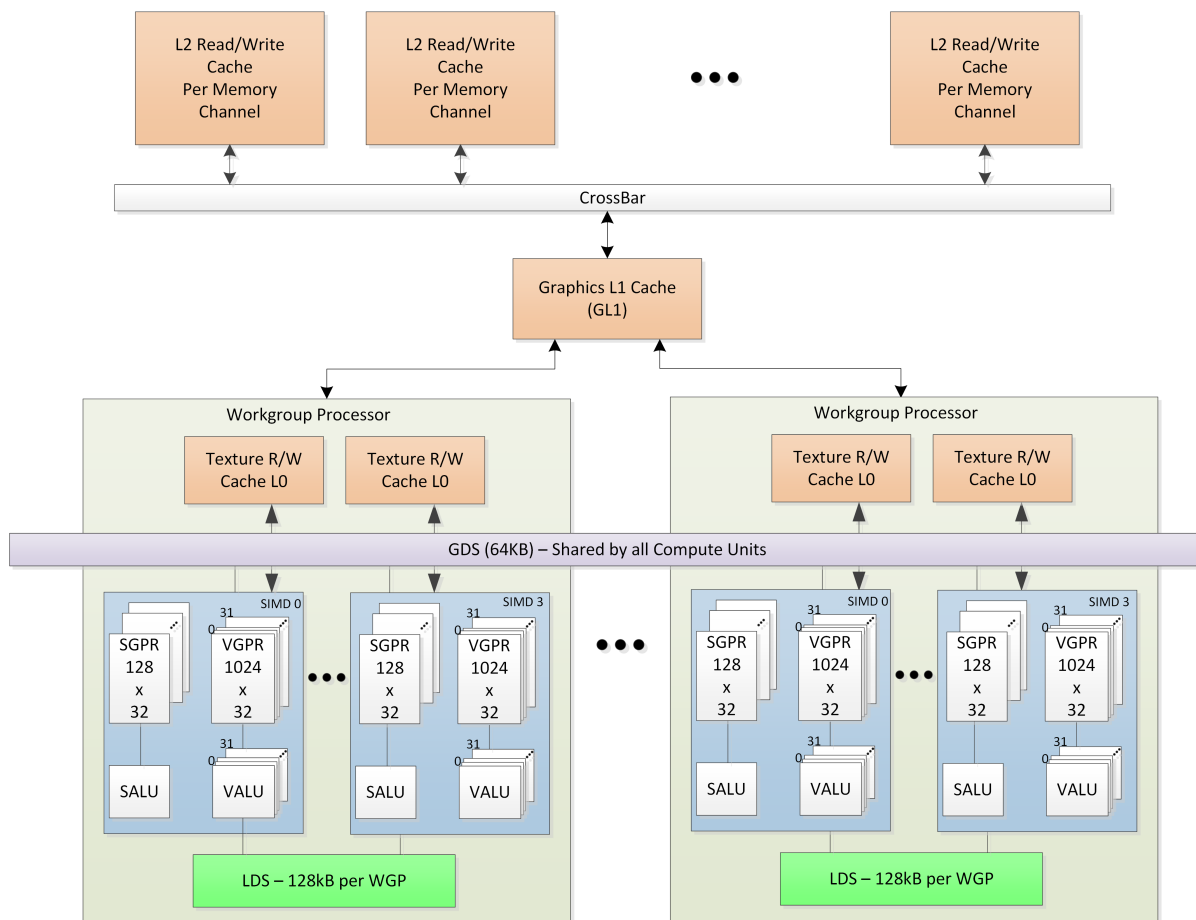 L2 Read/Write
Cache
Per Memory
Channel
L2 Read/Write
Cache
Per Memory
Channel
L2 Read/Write
Cache
Per Memory
Channel
CrossBar
Graphics L1 Cache
(GL1)
Workgroup Processor
Texture R/W
Cache L0
Texture R/W
Cache L0
Workgroup Processor
Texture R/W
Cache L0
Texture R/W
Cache L0
GDS (64KB) – Shared by all Compute Units
SIMD 0
SGPR
128
x
32
31
0
VGPR
1024
x
32
SALU
31
0
VALU
SIMD 3
SGPR
128
x
32
31
0
VGPR
1024
x
32
SALU
31
0
VALU
LDS – 128kB per WGP
SIMD 0
SGPR
128
x
32
31
0
VGPR
1024
x
32
SALU
31
0
VALU
SIMD 3
SGPR
128
x
32
31
0
VGPR
1024
x
32
SALU
31
0
VALU
LDS – 128kB per WGP